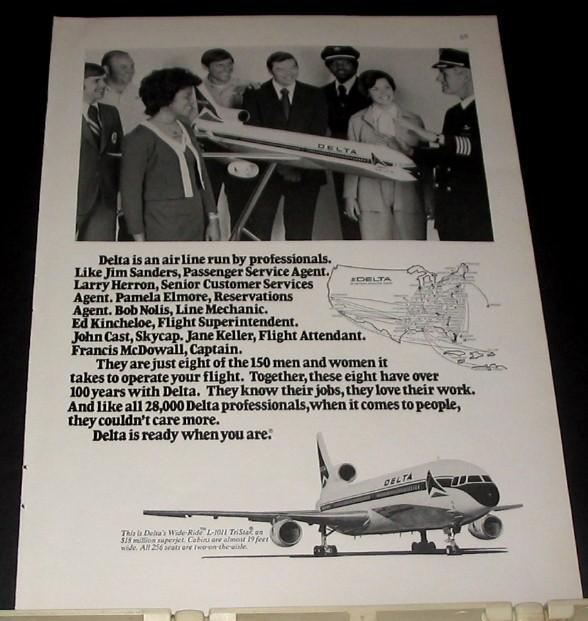 DELTA
Delta is an air line run by professionals.
Like Jim Sanders, Passenger Service Agent.
Larry Herron, Senior Customer Services
Agent. Pamela Elmore, Reservations
Agent. Bob Nolis, Line Mechanic.
Ed Kincheloe, Flight Superintendent.
John Cast, Skycap. Jane Keller, Flight Attendant.
Francis McDowall, Captain.
DELTA
They are just eight of the 150 men and women it
takes to operate your flight. Together, these eight have over
100 years with Delta. They know their jobs, they love their work.
And like all 28,000 Delta professionals, when it comes to people,
they couldn't care more.
Delta is ready when you are.®
DELTA
This is Delta's Wide-Ride™ L-1011 TriStar, an
$18 million superjet. Cabins are almost 19 feet
wide. All 256 seats are two-on-the-aisle.